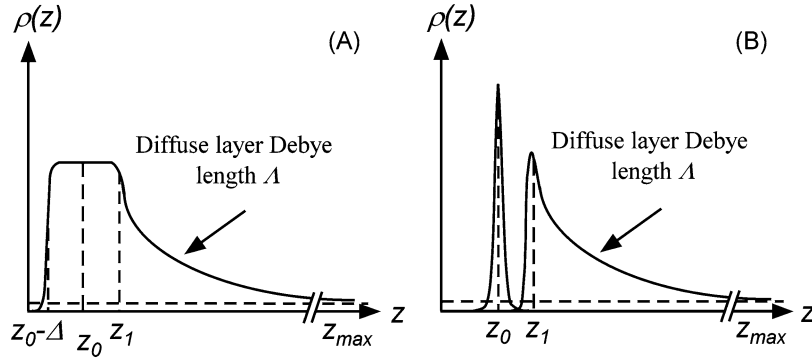 ρ(z)
(A)
Diffuse layer Debye
length Λ
z₀-Δ
z₀
z₁
zmax
z
ρ(z)
(B)
Diffuse layer Debye
length Λ
z₀
z₁
zmax
z